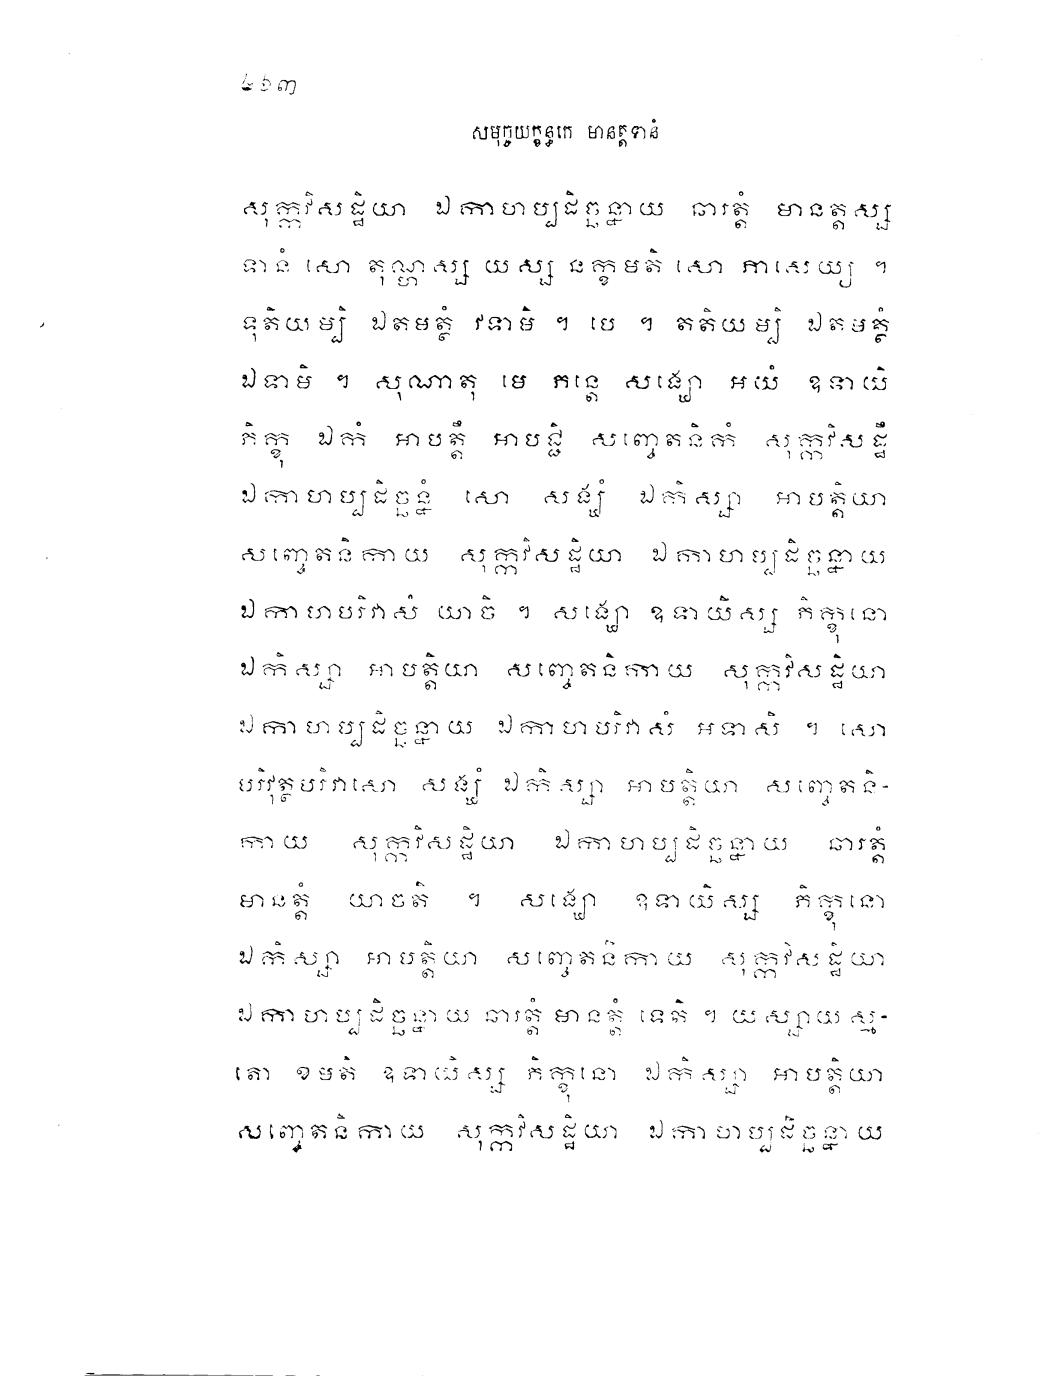 ២៦៣
សមុច្ចយក្ខន្ធកេ មានត្តទានំ
សុក្កវិសដ្ឋិយា ឯកាហប្បដិច្ឆន្នាយ ឆារត្តំ មានត្តស្ស
ទានំ សោ តុណ្ហស្ស យស្ស នក្ខមតិ សោ ភាសេយ្យ ។
ទុតិយម្បិ ឯតមត្ថំ វទាមិ ។ បេ ។ តតិយម្បិ ឯតមត្ថំ
វទាមិ ។ សុណាតុ មេ ភន្តេ សង្ឃោ អយំ ឧទាយិ
ភិក្ខុ ឯកំ អាបត្តឹ អាបជ្ជិ សញ្ចេតនិកំ សុក្កវិសដ្ឋឹ
ឯកាហប្បដិច្ឆន្នំ សោ សង្ឃំ ឯកិស្សា អាបត្តិយា
សញ្ចេតនិកាយ សុក្កវិសដ្ឋិយា ឯកាហប្បដិច្ឆន្នាយ
ឯកាហបរិវាសំ យាចិ ។ សង្ឃោ ឧទាយិស្ស ភិក្ខុនោ
ឯកិស្សា អាបត្តិយា សញ្ចេតនិកាយ សុក្កវិសដ្ឋិយា
ឯកាហប្បដិច្ឆន្នាយ ឯកាហបរិវាសំ អទាសិ ។ សោ
បរិវុត្ថបរិវាសោ សង្ឃំ ឯកិស្សា អាបត្តិយា សញ្ចេតនិ-
កាយ សុក្កវិសដ្ឋិយា ឯកាហប្បដិច្ឆន្នាយ ឆារត្តំ
មានត្តំ យាចតិ ។ សង្ឃោ ឧទាយិស្ស ភិក្ខុនោ
ឯកិស្សា អាបត្តិយា សញ្ចេតនិកាយ សុក្កវិសដ្ឋិយា
ឯកាហប្បដិច្ឆន្នាយ ឆារត្តំ មានត្តំ ទេតិ ។ យស្សាយស្ម-
តោ ខមតិ ឧទាយិស្ស ភិក្ខុនោ ឯកិស្សា អាបត្តិយា
សញ្ចេតនិកាយ សុក្កវិសដ្ឋិយា ឯកាហប្បដិច្ឆន្នាយ